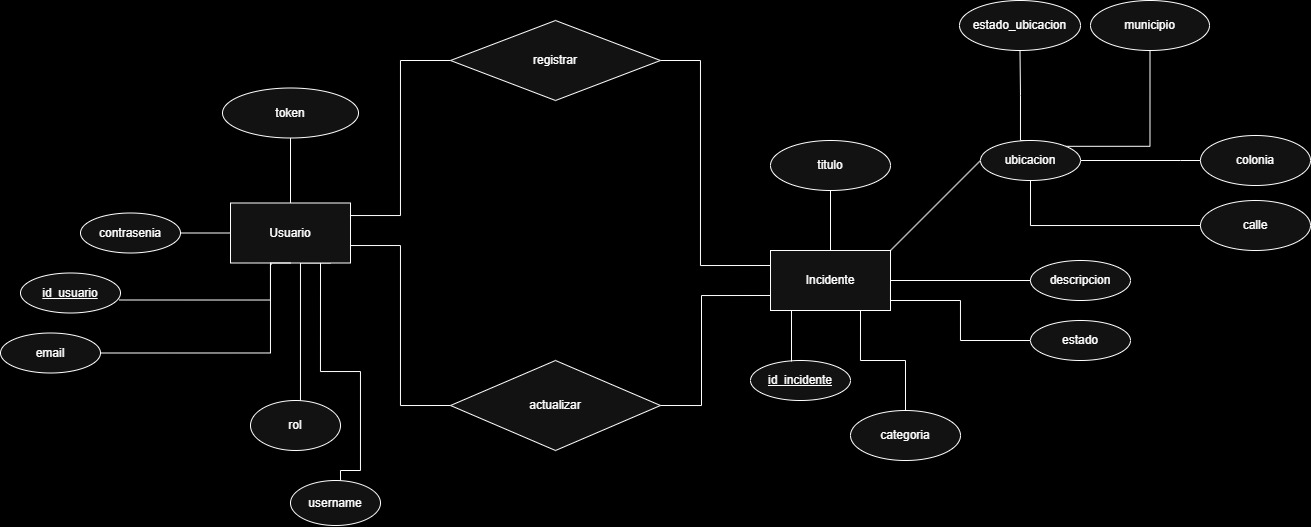 estado_ubicacion
municipio
registrar
token
titulo
ubicacion
colonia
contrasenia
Usuario
calle
Incidente
descripcion
id_usuario
estado
email
id_incidente
actualizar
rol
categoria
username